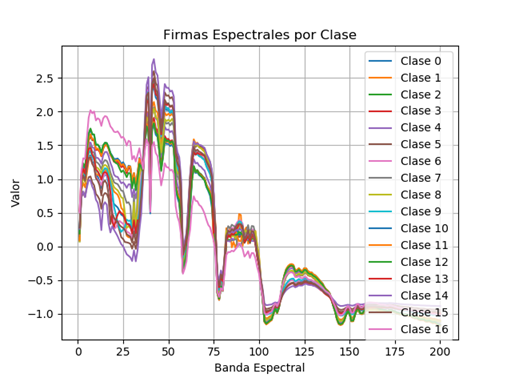 Firmas Espectrales por Clase
Valor
2.5
2.0
1.5
1.0
0.5
0.0
−0.5
−1.0
0
25
50
75
100
125
150
175
200
Banda Espectral
Clase 0
Clase 1
Clase 2
Clase 3
Clase 4
Clase 5
Clase 6
Clase 7
Clase 8
Clase 9
Clase 10
Clase 11
Clase 12
Clase 13
Clase 14
Clase 15
Clase 16